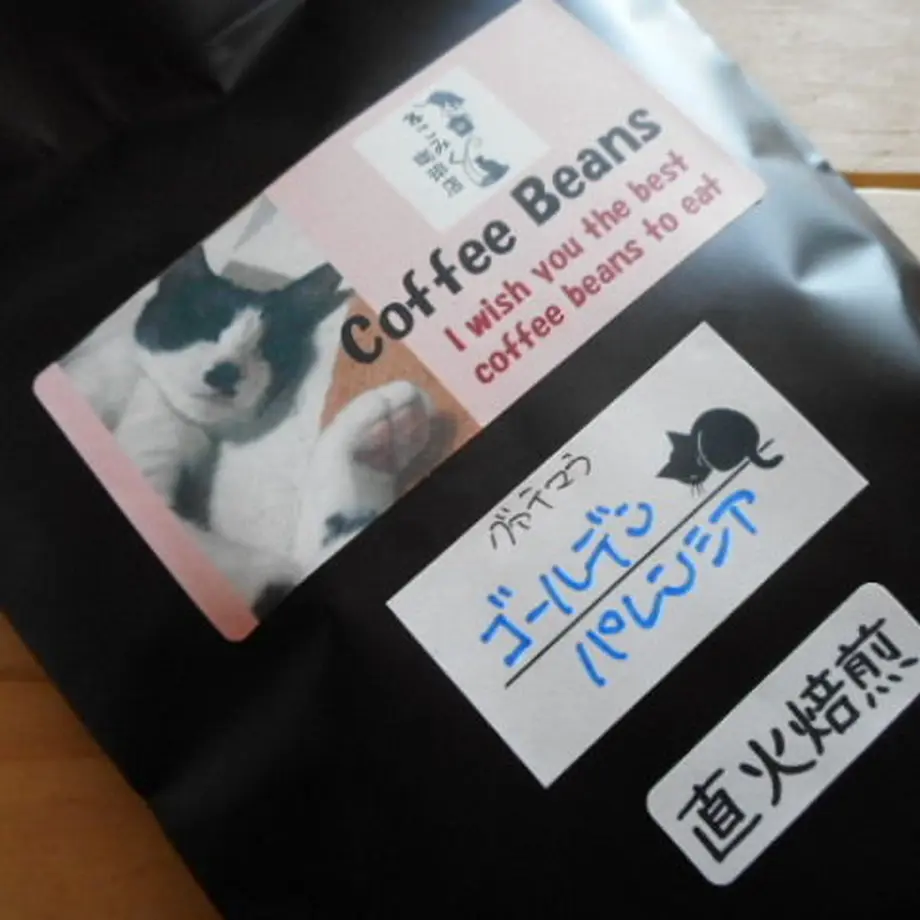 Coffee Beans
I wish you the best
coffee beans to eat
グァテマラ
ゴールデン
パレンシア
直火焙煎